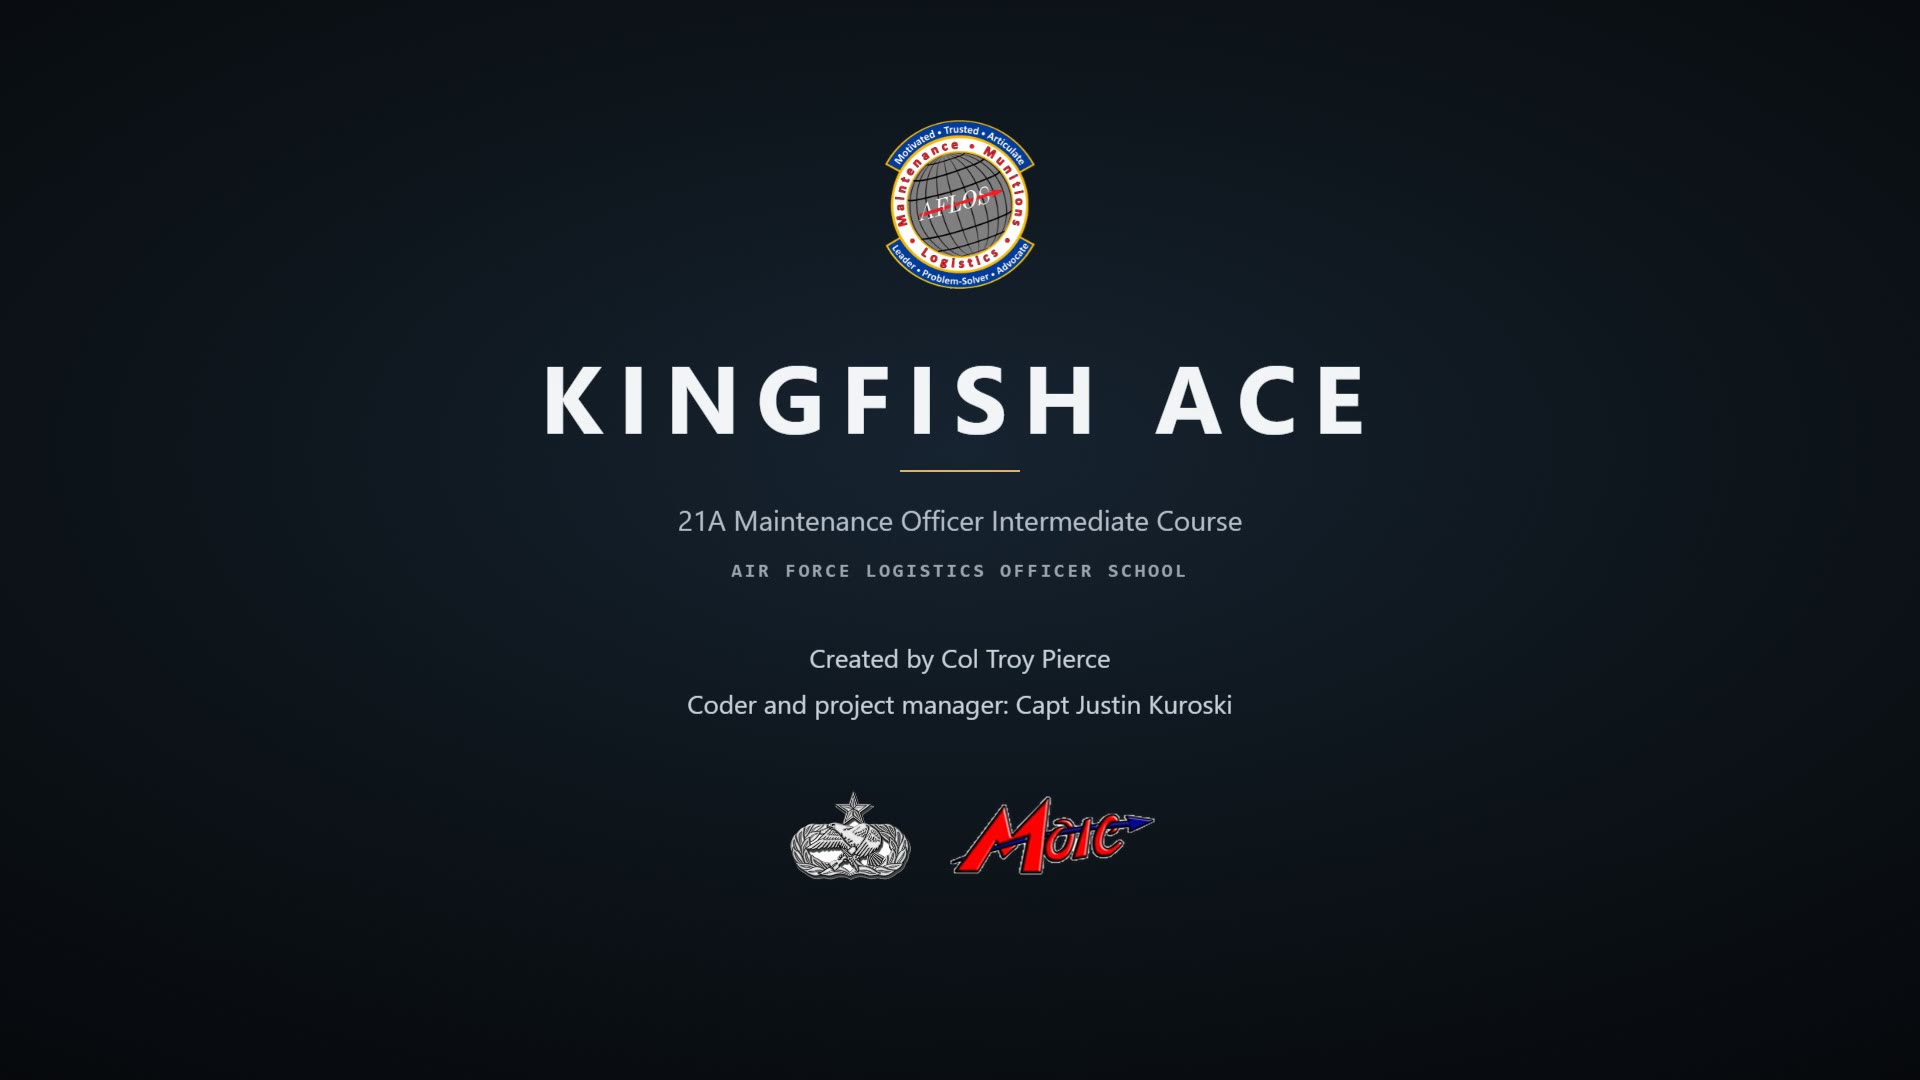 Motivated • Trusted • Articulate
Maintenance • Munitions • Logistics •
AFLOS
Leader • Problem-Solver • Advocate
KINGFISH ACE
21A Maintenance Officer Intermediate Course
AIR FORCE LOGISTICS OFFICER SCHOOL
Created by Col Troy Pierce
Coder and project manager: Capt Justin Kuroski
MOIC